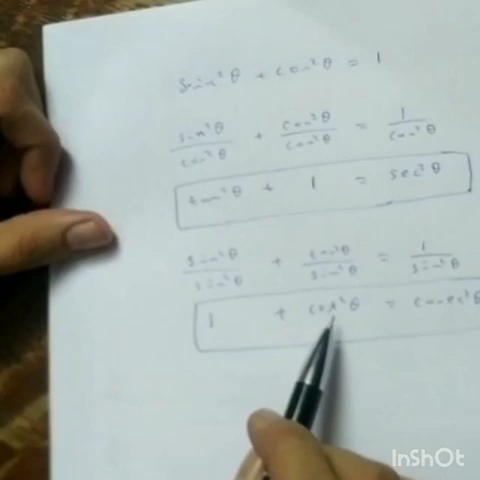 sin²θ + cos²θ = 1
sin²θ/cos²θ + cos²θ/cos²θ = 1/cos²θ
tan²θ + 1 = sec²θ
sin²θ/sin²θ + cos²θ/sin²θ = 1/sin²θ
1 + cot²θ = cosec²θ
InShOt